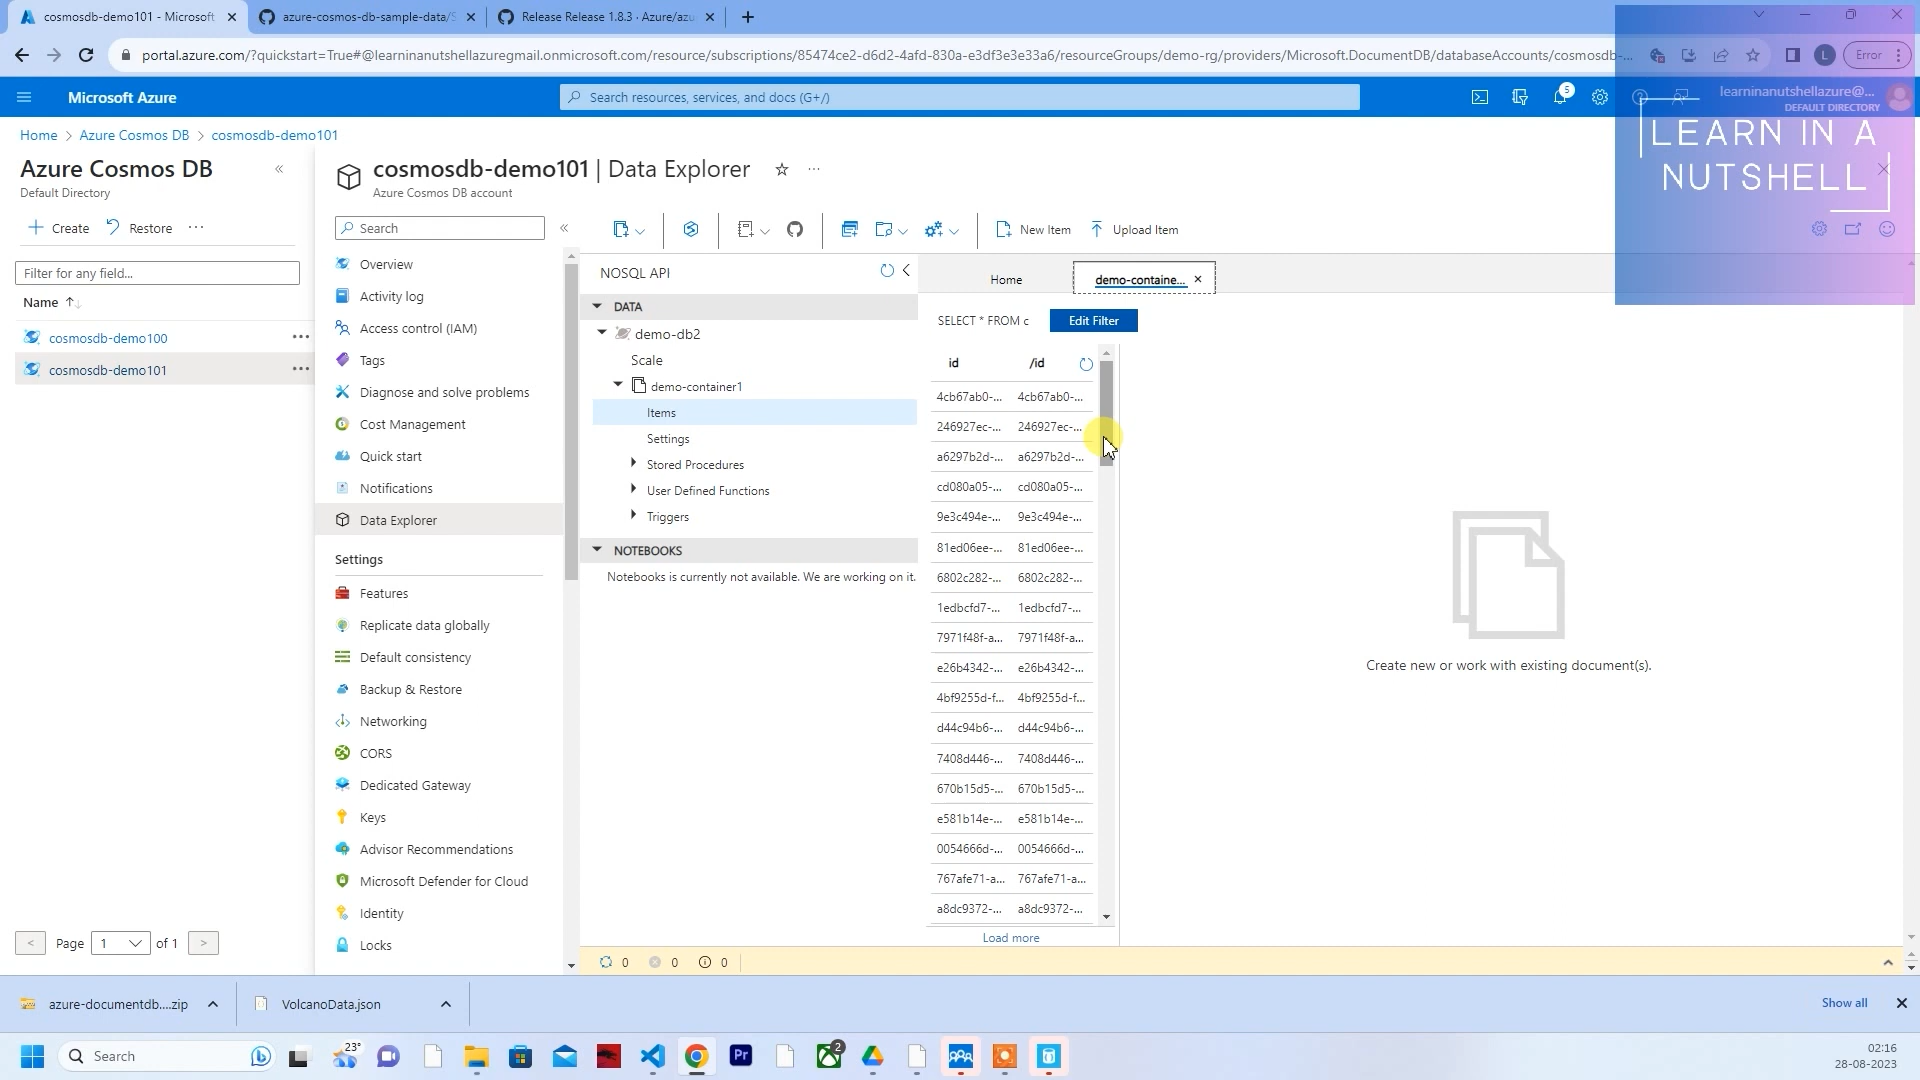 cosmosdb-demo101 - Microsoft
azure-cosmos-db-sample-data/S
Release Release 1.8.3 · Azure/azu
portal.azure.com/?quickstart=True#@learninanutshellazuregmail.onmicrosoft.com/resource/subscriptions/85474ce2-d6d2-4afd-830a-e3df3e3e33a6/resourceGroups/demo-rg/providers/Microsoft.DocumentDB/databaseAccounts/cosmosdb-...
L
Error
Microsoft Azure
Search resources, services, and docs (G+/)
5
learninanutshellazure@...
DEFAULT DIRECTORY
LEARN IN A
NUTSHELL
Home > Azure Cosmos DB > cosmosdb-demo101
Azure Cosmos DB
Default Directory
Create
Restore
Filter for any field...
Name
cosmosdb-demo100
cosmosdb-demo101
< Page 1 of 1 >
cosmosdb-demo101 | Data Explorer
Azure Cosmos DB account
Search
Overview
Activity log
Access control (IAM)
Tags
Diagnose and solve problems
Cost Management
Quick start
Notifications
Data Explorer
Settings
Features
Replicate data globally
Default consistency
Backup & Restore
Networking
CORS
Dedicated Gateway
Keys
Advisor Recommendations
Microsoft Defender for Cloud
Identity
Locks
New Item
Upload Item
NOSQL API
DATA
demo-db2
Scale
demo-container1
Items
Settings
Stored Procedures
User Defined Functions
Triggers
NOTEBOOKS
Notebooks is currently not available. We are working on it.
Home
demo-containe...
SELECT * FROM c
Edit Filter
id /id
4cb67ab0-... 4cb67ab0-...
246927ec-... 246927ec-...
a6297b2d-... a6297b2d-...
cd080a05-... cd080a05-...
9e3c494e-... 9e3c494e-...
81ed06ee-... 81ed06ee-...
6802c282-... 6802c282-...
1edbcfd7-... 1edbcfd7-...
7971f48f-a... 7971f48f-a...
e26b4342-... e26b4342-...
4bf9255d-f... 4bf9255d-f...
d44c94b6-... d44c94b6-...
7408d446-... 7408d446-...
670b15d5-... 670b15d5-...
e581b14e-... e581b14e-...
0054666d-... 0054666d-...
767afe71-a... 767afe71-a...
a8dc9372-... a8dc9372-...
Load more
Create new or work with existing document(s).
0 0 0
azure-documentdb....zip
VolcanoData.json
Show all
Search
23°
Pr
2
02:16
28-08-2023